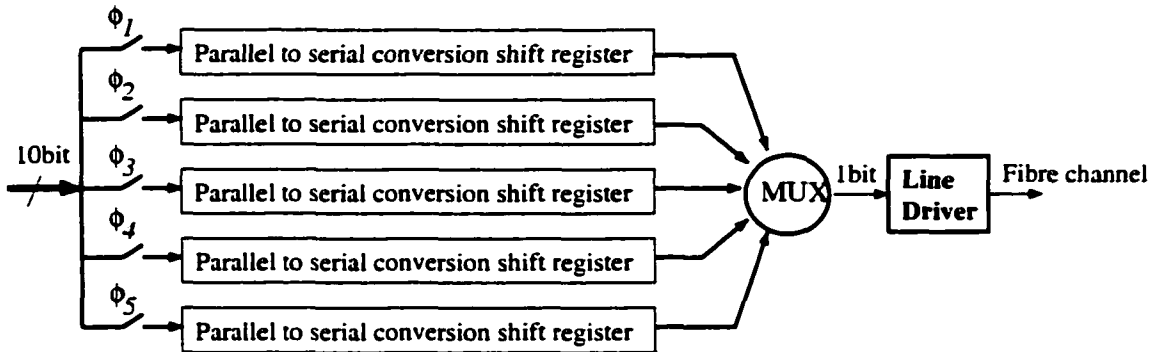 ϕ1
Parallel to serial conversion shift register
ϕ2
Parallel to serial conversion shift register
10bit
ϕ3
Parallel to serial conversion shift register
MUX
1bit
Line
Driver
Fibre channel
ϕ4
Parallel to serial conversion shift register
ϕ5
Parallel to serial conversion shift register